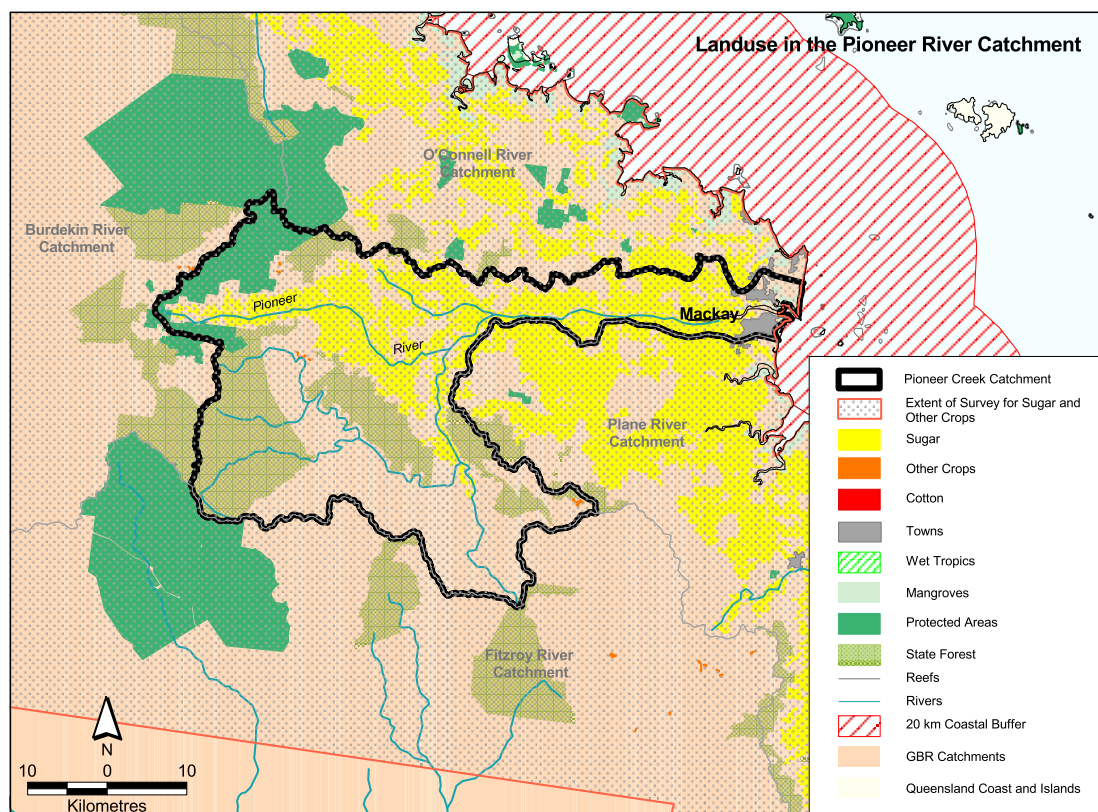 Landuse in the Pioneer River Catchment
O'Connell River
Catchment
Burdekin River
Catchment
Pioneer
River
Mackay
Plane River
Catchment
Fitzroy River
Catchment
N
10 0 10
Kilometres
Pioneer Creek Catchment
Extent of Survey for Sugar and
Other Crops
Sugar
Other Crops
Cotton
Towns
Wet Tropics
Mangroves
Protected Areas
State Forest
Reefs
Rivers
20 km Coastal Buffer
GBR Catchments
Queensland Coast and Islands